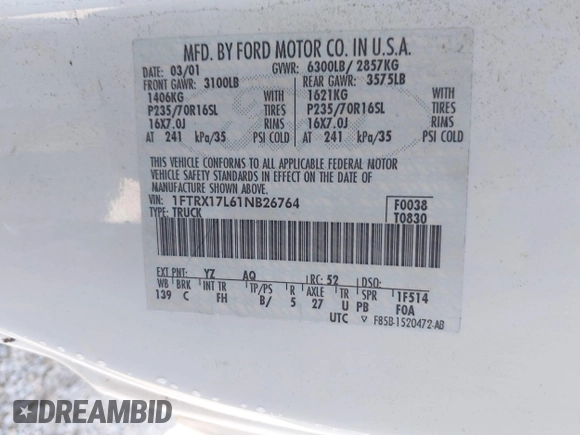 MFD. BY FORD MOTOR CO. IN U.S.A.
DATE: 03/01 GVWR: 6300LB/ 2857KG
FRONT GAWR: 3100LB REAR GAWR: 3575LB
1406KG WITH 1621KG WITH
P235/70R16SL TIRES P235/70R16SL TIRES
16X7.0J RIMS 16X7.0J RIMS
AT 241 kPa/35 PSI COLD AT 241 kPa/35 PSI COLD
THIS VEHICLE CONFORMS TO ALL APPLICABLE FEDERAL MOTOR
VEHICLE SAFETY STANDARDS IN EFFECT ON THE DATE OF
MANUFACTURE SHOWN ABOVE.
VIN: 1FTRX17L61NB26764 F0038
TYPE: TRUCK T0830
EXT PNT: YZ AQ RC: 52 DSO:
WB BRK INT TR TP/PS R AXLE TR SPR 1F514
139 C FH B/ 5 27 U PB F0A
UTC ▽ F85B-1520472-AB
DREAMBID